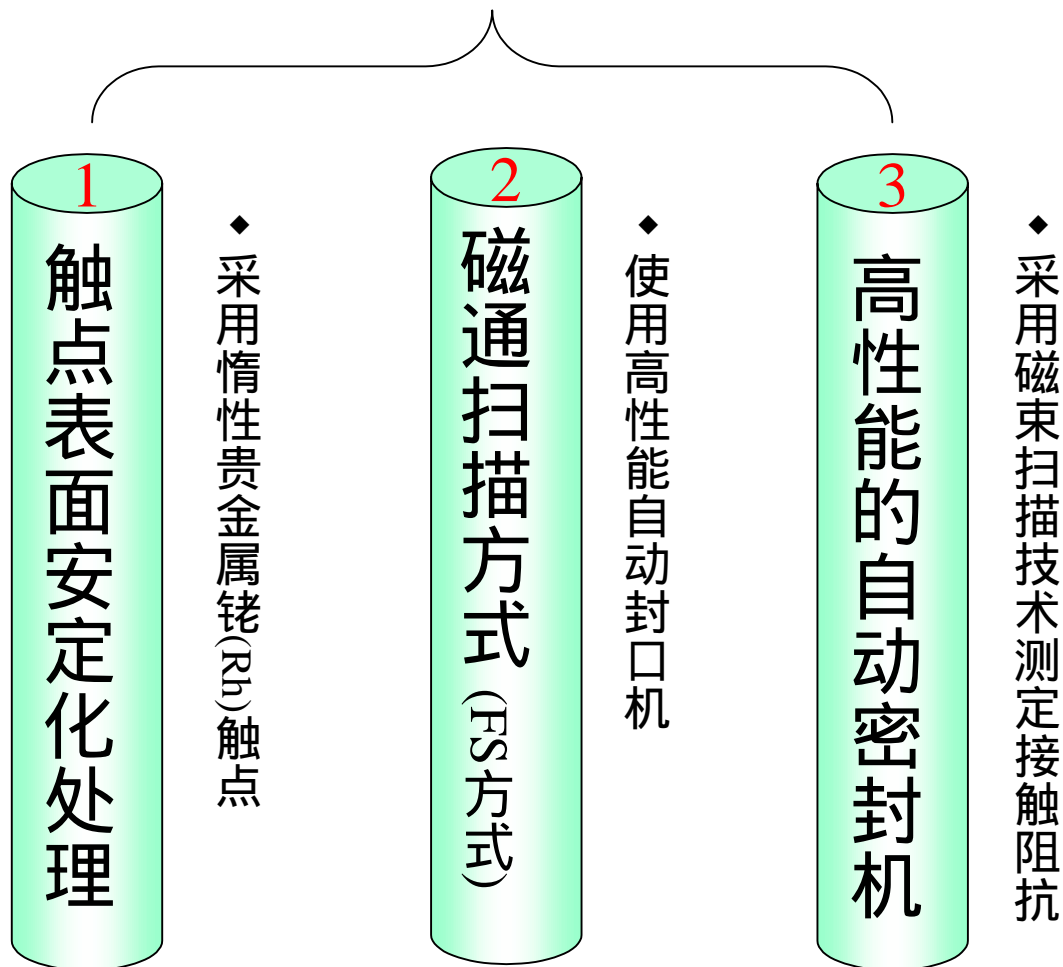 1
触点表面安定化处理
◆采用惰性贵金属铑(Rh)触点
2
磁通扫描方式(FS方式)
◆使用高性能自动封口机
3
高性能的自动密封机
◆采用磁束扫描技术测定接触阻抗